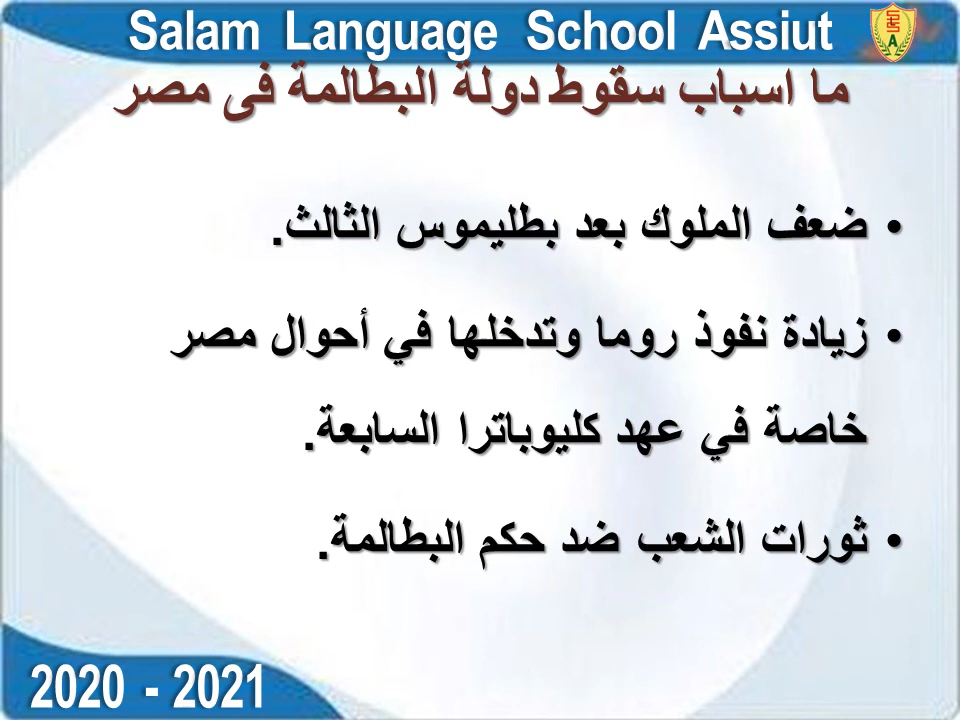 Salam Language School Assiut
ما اسباب سقوط دولة البطالمة فى مصر
• ضعف الملوك بعد بطليموس الثالث.
• زيادة نفوذ روما وتدخلها في أحوال مصر
خاصة في عهد كليوباترا السابعة.
• ثورات الشعب ضد حكم البطالمة.
2020 - 2021